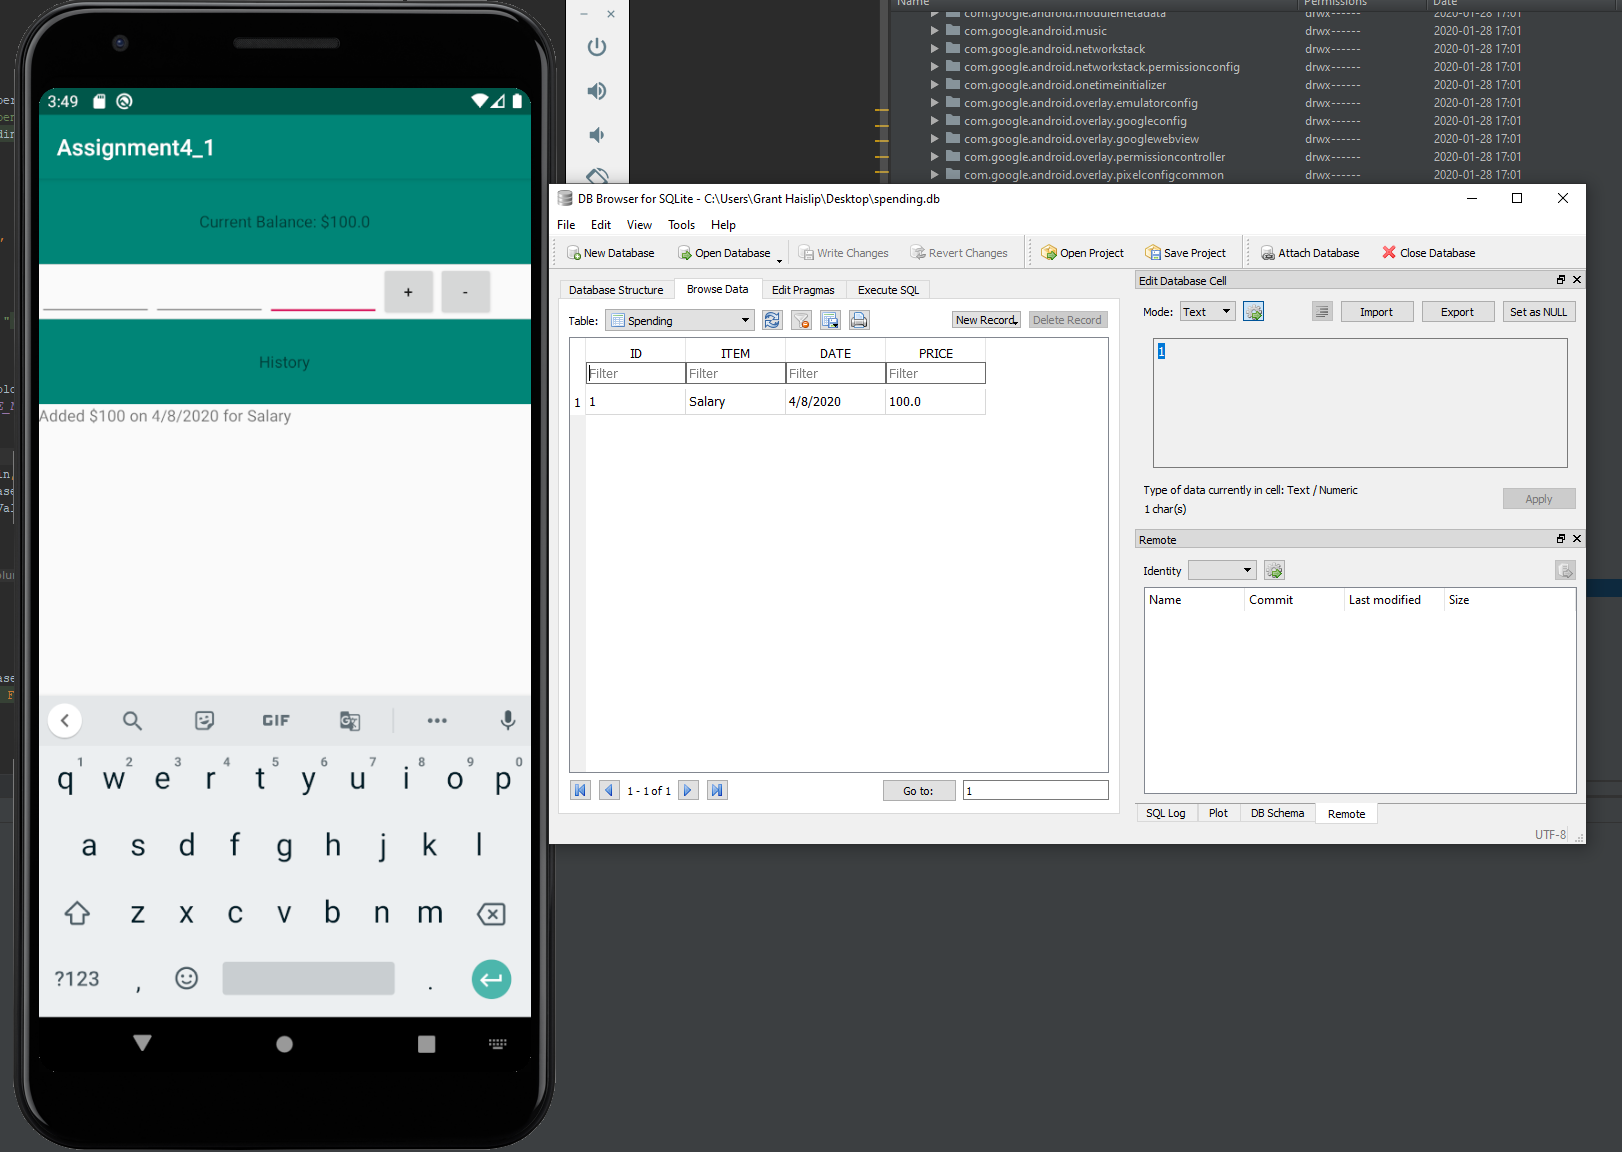 3:49
Assignment4_1
Current Balance: $100.0
+
-
History
Added $100 on 4/8/2020 for Salary
GIF
q1 w2 e3 r4 t5 y6 u7 i8 o9 p0
a s d f g h j k l
z x c v b n m
?123 , .
Name Permissions Date
com.google.android.modulemetadata drwx------ 2020-01-28 17:01
com.google.android.music drwx------ 2020-01-28 17:01
com.google.android.networkstack drwx------ 2020-01-28 17:01
com.google.android.networkstack.permissionconfig drwx------ 2020-01-28 17:01
com.google.android.onetimeinitializer drwx------ 2020-01-28 17:01
com.google.android.overlay.emulatorconfig drwx------ 2020-01-28 17:01
com.google.android.overlay.googleconfig drwx------ 2020-01-28 17:01
com.google.android.overlay.googlewebview drwx------ 2020-01-28 17:01
com.google.android.overlay.permissioncontroller drwx------ 2020-01-28 17:01
com.google.android.overlay.pixelconfigcommon drwx------ 2020-01-28 17:01
DB Browser for SQLite - C:\Users\Grant Haislip\Desktop\spending.db
File Edit View Tools Help
New Database Open Database Write Changes Revert Changes Open Project Save Project Attach Database Close Database
Database Structure Browse Data Edit Pragmas Execute SQL
Table: Spending New Record Delete Record
ID ITEM DATE PRICE
Filter Filter Filter Filter
1 1 Salary 4/8/2020 100.0
1 - 1 of 1 Go to: 1
Edit Database Cell
Mode: Text Import Export Set as NULL
1
Type of data currently in cell: Text / Numeric
1 char(s)
Apply
Remote
Identity
Name Commit Last modified Size
SQL Log Plot DB Schema Remote
UTF-8